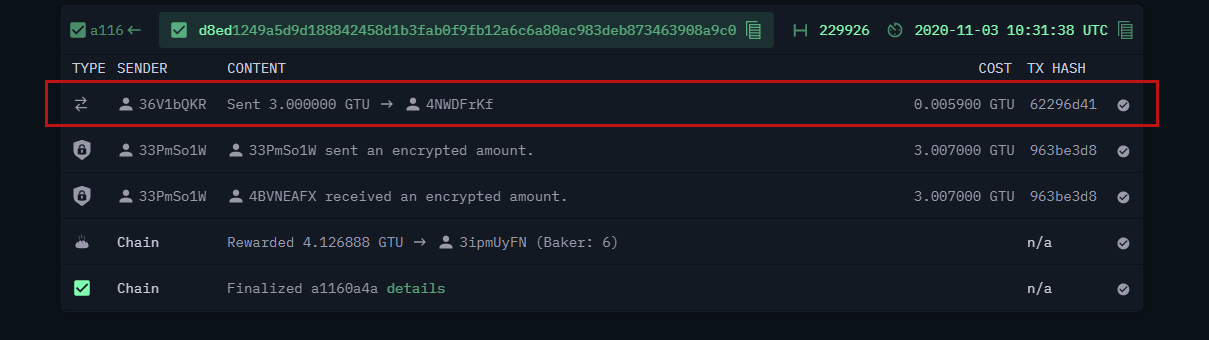 a116 ← d8ed1249a5d9d188842458d1b3fab0f9fb12a6c6a80ac983deb873463908a9c0 229926 2020-11-03 10:31:38 UTC
TYPE SENDER CONTENT COST TX HASH
36V1bQKR Sent 3.000000 GTU → 4NWDFrKf 0.005900 GTU 62296d41
33PmSo1W 33PmSo1W sent an encrypted amount. 3.007000 GTU 963be3d8
33PmSo1W 4BVNEAFX received an encrypted amount. 3.007000 GTU 963be3d8
Chain Rewarded 4.126888 GTU → 3ipmUyFN (Baker: 6) n/a
Chain Finalized a1160a4a details n/a